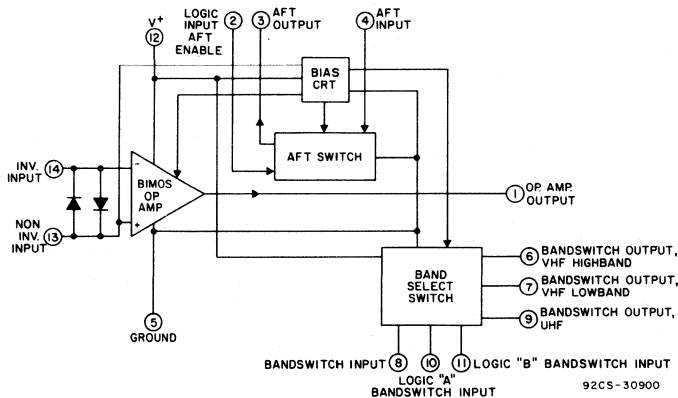 V+
12
LOGIC
INPUT
AFT
ENABLE
2
3
AFT
OUTPUT
4
AFT
INPUT
BIAS
CRT
AFT SWITCH
INV.
INPUT
14
-
BIMOS
OP
AMP
+
NON
INV.
INPUT
13
1
OP. AMP.
OUTPUT
5
GROUND
BAND
SELECT
SWITCH
6
BANDSWITCH OUTPUT,
VHF HIGHBAND
7
BANDSWITCH OUTPUT,
VHF LOWBAND
9
BANDSWITCH OUTPUT,
UHF
BANDSWITCH INPUT 8
10
11 LOGIC "B" BANDSWITCH INPUT
LOGIC "A"
BANDSWITCH INPUT
92CS-30900